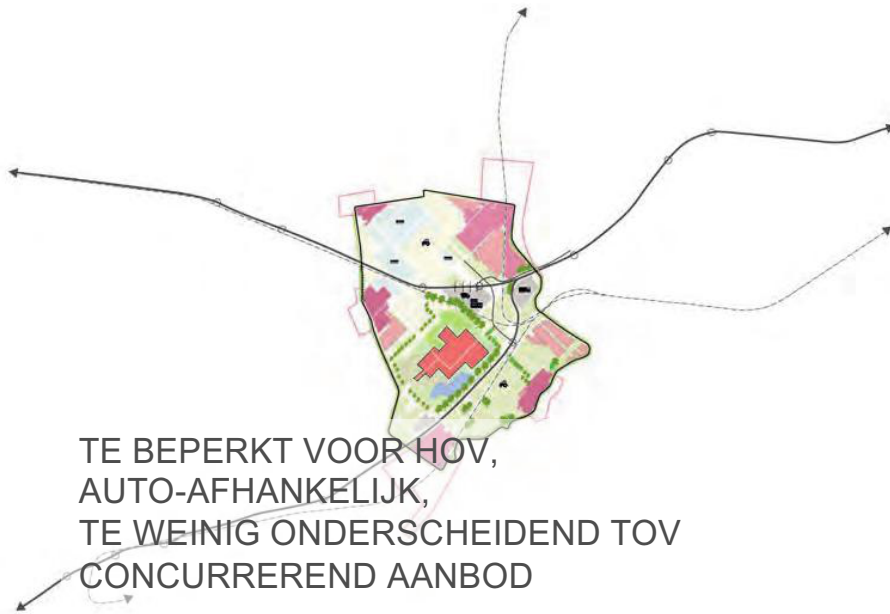 TE BEPERKT VOOR HOV,
AUTO-AFHANKELIJK,
TE WEINIG ONDERSCHEIDEND TOV
CONCURREREND AANBOD